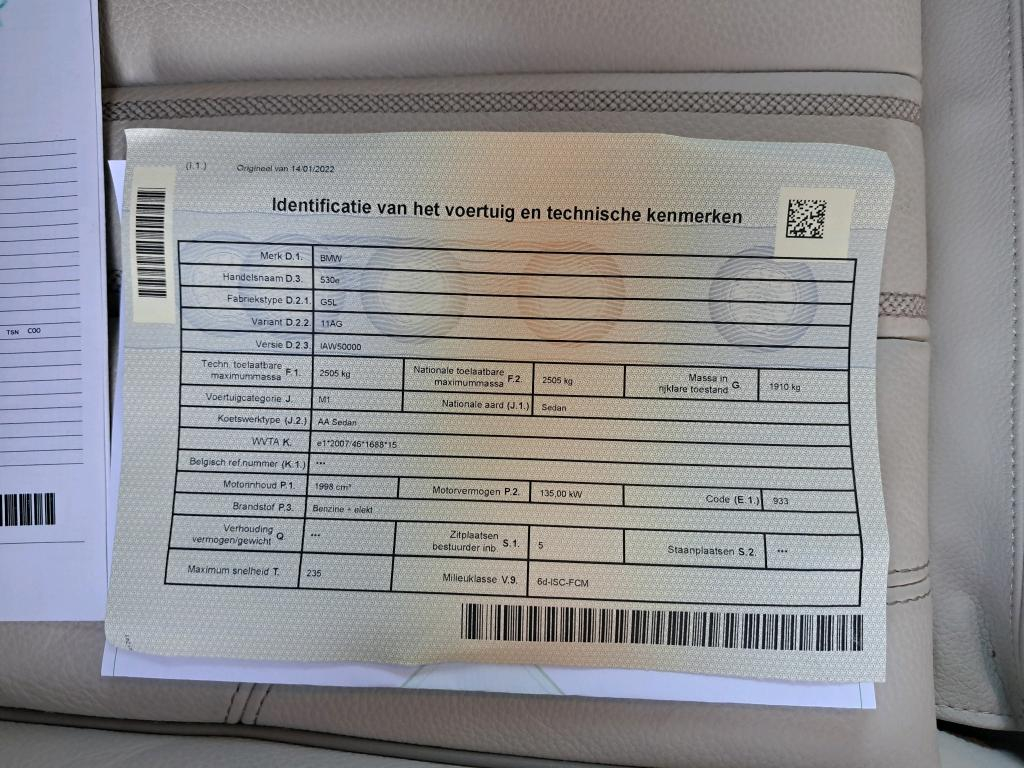 TSN COO
(i.1.) Origineel van 14/01/2022
Identificatie van het voertuig en technische kenmerken
Merk D.1. BMW
Handelsnaam D.3. 530e
Fabriekstype D.2.1. G5L
Variant D.2.2. 11AG
Versie D.2.3. IAW50000
Techn. toelaatbare maximummassa F.1. 2505 kg Nationale toelaatbare maximummassa F.2. 2505 kg Massa in rijklare toestand G. 1910 kg
Voertuigcategorie J. M1 Nationale aard (J.1.) Sedan
Koetswerktype (J.2.) AA Sedan
WVTA K. e1*2007/46*1688*15
Belgisch ref.nummer (K.1.) ***
Motorinhoud P.1. 1998 cm³ Motorvermogen P.2. 135,00 kW Code (E.1.) 933
Brandstof P.3. Benzine + elekt
Verhouding vermogen/gewicht Q. *** Zitplaatsen bestuurder inb. S.1. 5 Staanplaatsen S.2. ***
Maximum snelheid T. 235 Milieuklasse V.9. 6d-ISC-FCM